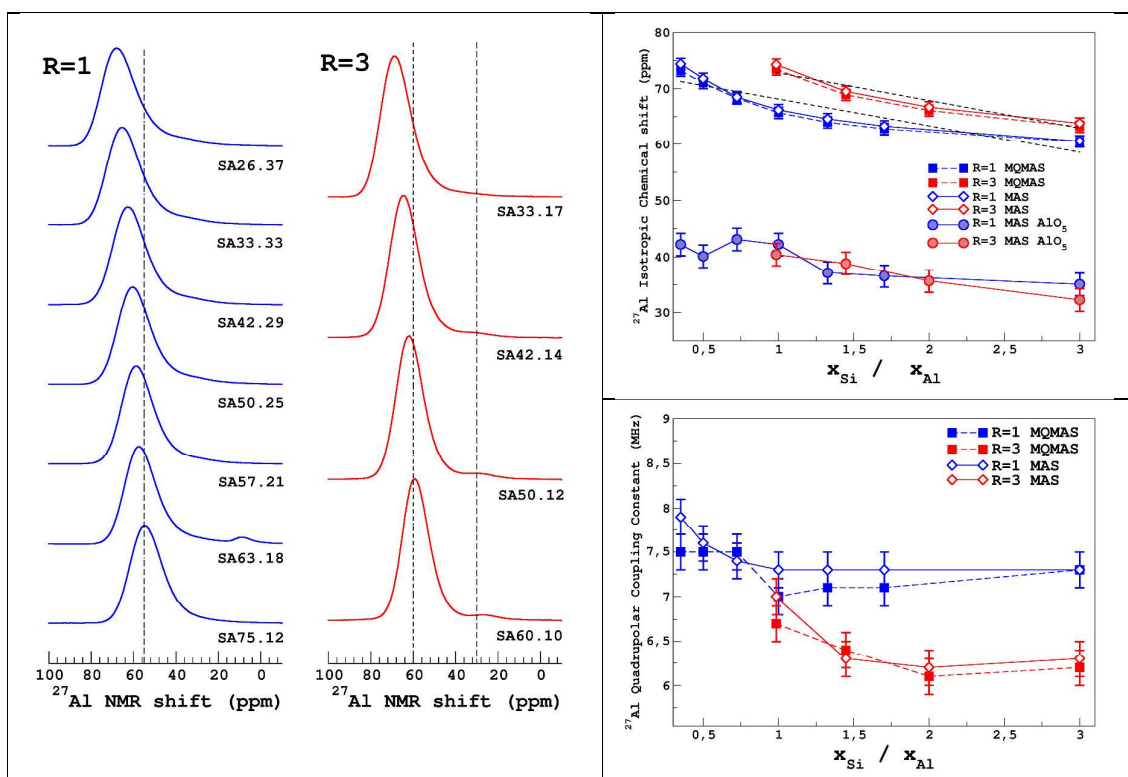 R=1
SA26.37
SA33.33
SA42.29
SA50.25
SA57.21
SA63.18
SA75.12
100 80 60 40 20 0
²⁷Al NMR shift (ppm)
R=3
SA33.17
SA42.14
SA50.12
SA60.10
100 80 60 40 20 0
²⁷Al NMR shift (ppm)
²⁷Al Isotropic Chemical shift (ppm)
80
70
60
50
40
30
R=1 MQMAS
R=3 MQMAS
R=1 MAS
R=3 MAS
R=1 MAS AlO₅
R=3 MAS AlO₅
0,5 1 1,5 2 2,5 3
xSi / xAl
²⁷Al Quadrupolar Coupling Constant (MHz)
9
8,5
8
7,5
7
6,5
6
R=1 MQMAS
R=3 MQMAS
R=1 MAS
R=3 MAS
0,5 1 1,5 2 2,5 3
xSi / xAl